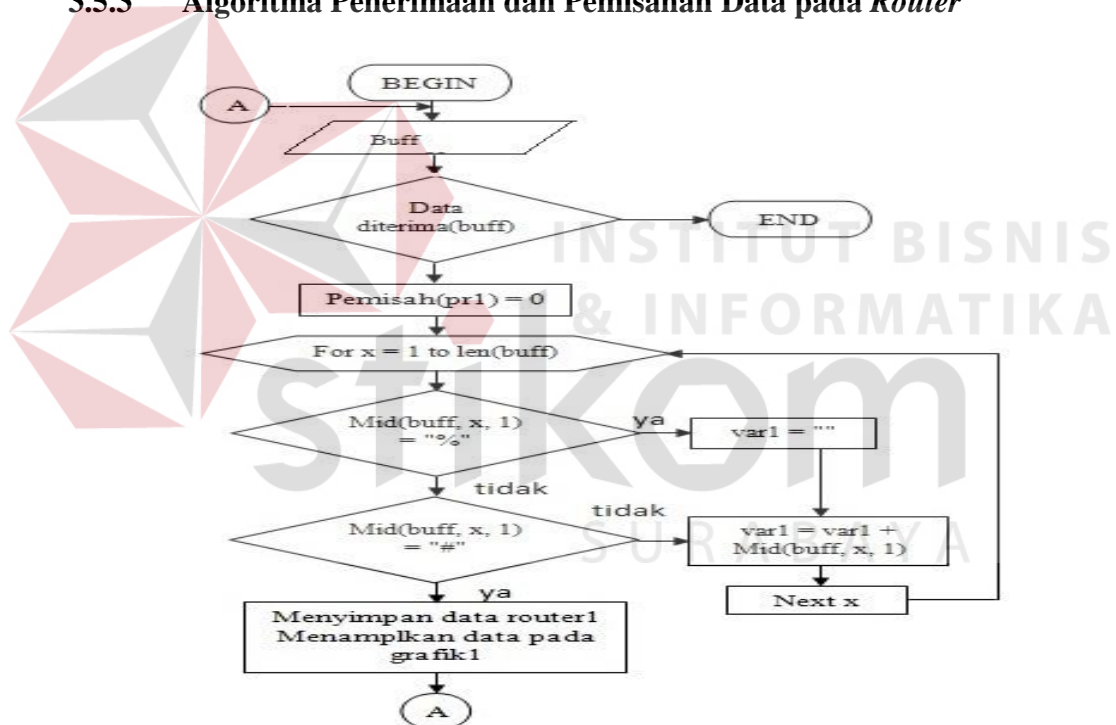 3.5.3 Algoritma Penerimaan dan Pemisahan Data pada Router
BEGIN
A
Buff
Data
diterima(buff)
END
Pemisah(pr1) = 0
For x = 1 to len(buff)
Mid(buff, x, 1)
= "%"
ya
var1 = ""
tidak
Mid(buff, x, 1)
= "#"
tidak
var1 = var1 +
Mid(buff, x, 1)
Next x
ya
Menyimpan data router1
Menamplkan data pada
grafik1
A
INSTITUT BISNIS
& INFORMATIKA
stikom
SURABAYA